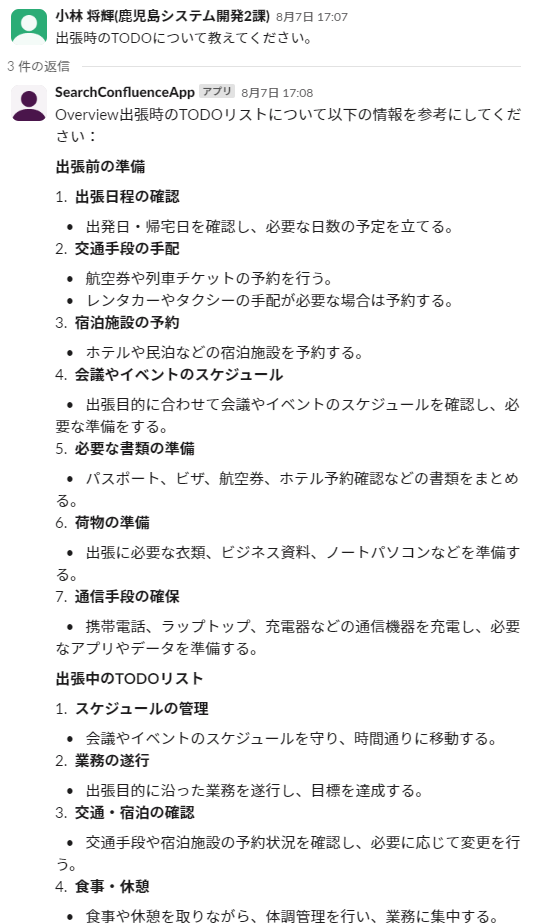 小林 将輝(鹿児島システム開発2課) 8月7日 17:07
出張時のTODOについて教えてください。
3 件の返信
SearchConfluenceApp アプリ 8月7日 17:08
Overview出張時のTODOリストについて以下の情報を参考にしてくだ
さい：
出張前の準備
1. 出張日程の確認
• 出発日・帰宅日を確認し、必要な日数の予定を立てる。
2. 交通手段の手配
• 航空券や列車チケットの予約を行う。
• レンタカーやタクシーの手配が必要な場合は予約する。
3. 宿泊施設の予約
• ホテルや民泊などの宿泊施設を予約する。
4. 会議やイベントのスケジュール
• 出張目的に合わせて会議やイベントのスケジュールを確認し、必
要な準備をする。
5. 必要な書類の準備
• パスポート、ビザ、航空券、ホテル予約確認などの書類をまとめ
る。
6. 荷物の準備
• 出張に必要な衣類、ビジネス資料、ノートパソコンなどを準備す
る。
7. 通信手段の確保
• 携帯電話、ラップトップ、充電器などの通信機器を充電し、必要
なアプリやデータを準備する。
出張中のTODOリスト
1. スケジュールの管理
• 会議やイベントのスケジュールを守り、時間通りに移動する。
2. 業務の遂行
• 出張目的に沿った業務を遂行し、目標を達成する。
3. 交通・宿泊の確認
• 交通手段や宿泊施設の予約状況を確認し、必要に応じて変更を行
う。
4. 食事・休憩
• 食事や休憩を取りながら、体調管理を行い、業務に集中する。